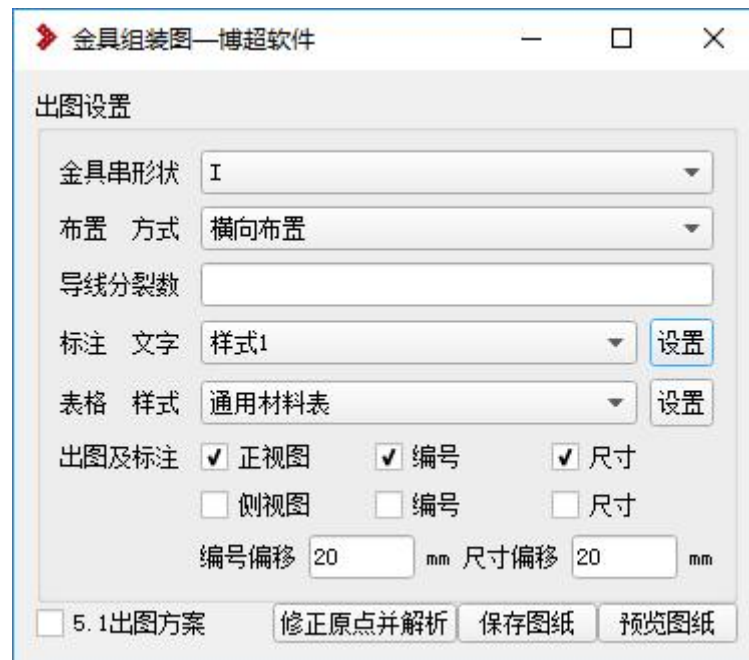 金具组装图—博超软件
出图设置
金具串形状 I
布置 方式 横向布置
导线分裂数
标注 文字 样式1 设置
表格 样式 通用材料表 设置
出图及标注 正视图 编号 尺寸
侧视图 编号 尺寸
编号偏移 20 mm 尺寸偏移 20 mm
5.1出图方案 修正原点并解析 保存图纸 预览图纸